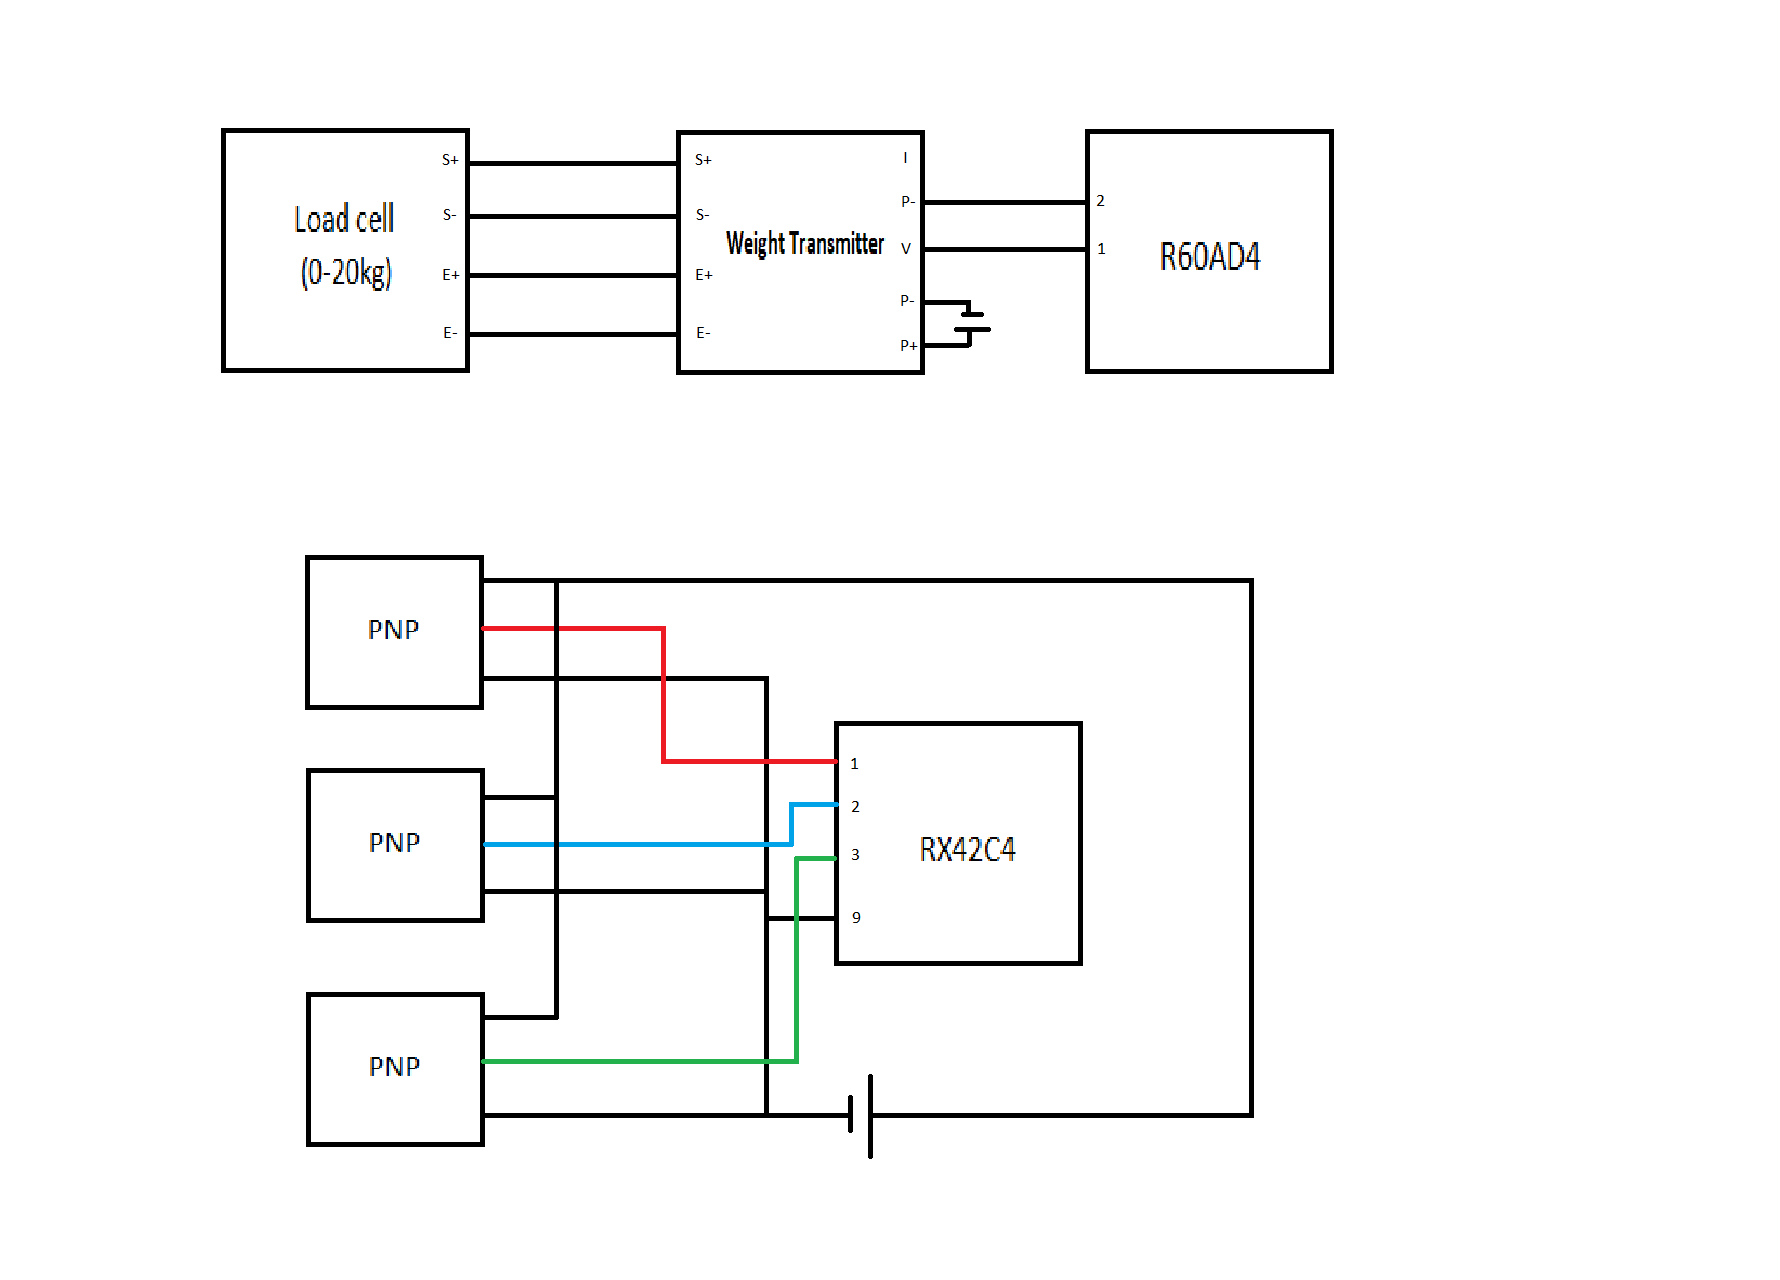 Load cell
(0-20kg)
S+
S-
E+
E-
S+
S-
E+
E-
Weight Transmitter
I
P-
V
P-
P+
2
1
R60AD4
PNP
PNP
PNP
1
2
3
9
RX42C4